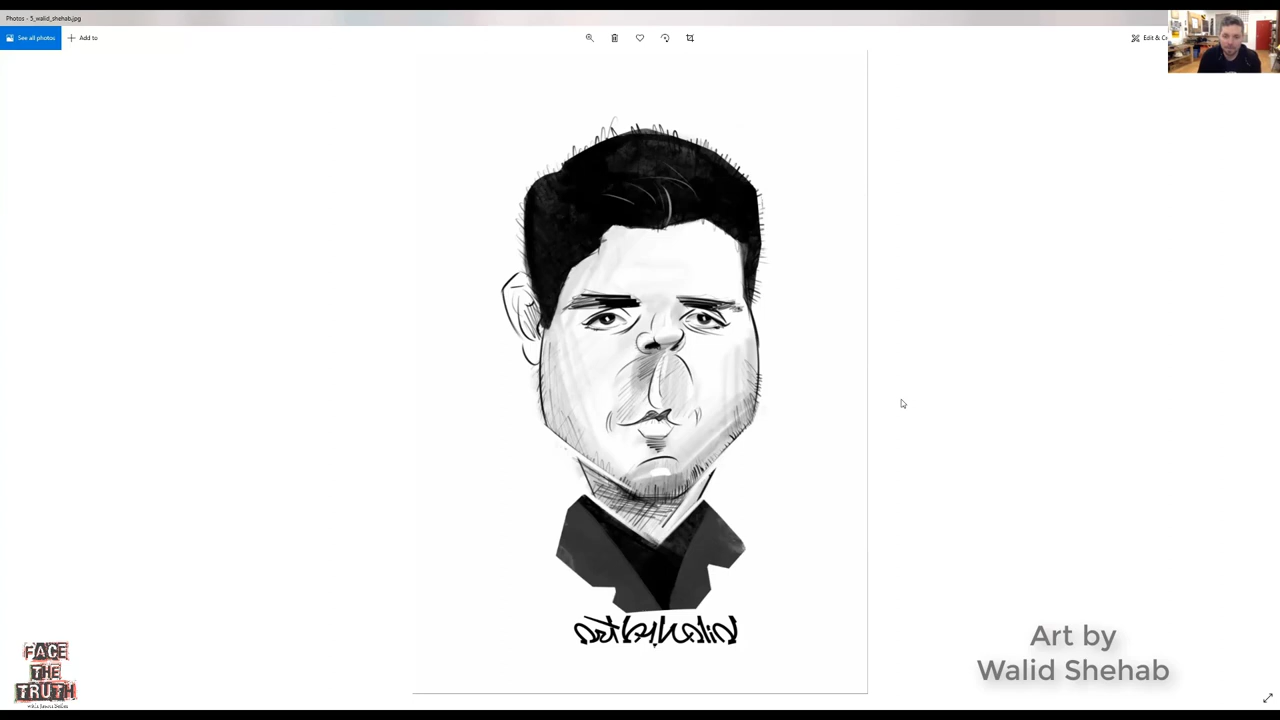 Photos - 5_walid_shehab.jpg
See all photos
Add to
Art by
Walid Shehab
FACE
THE
TRUTH